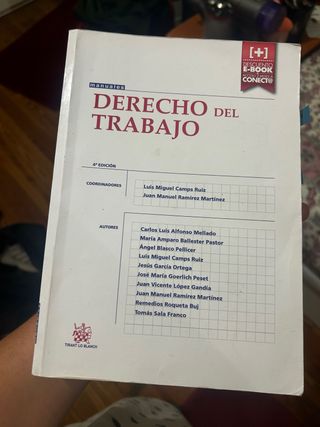 [+]
DESCUENTO
E-BOOK
CONECT@
manuales
DERECHO DEL
TRABAJO
4ª EDICIÓN
COORDINADORES
Luis Miguel Camps Ruiz
Juan Manuel Ramírez Martínez
AUTORES
Carlos Luis Alfonso Mellado
María Amparo Ballester Pastor
Ángel Blasco Pellicer
Luis Miguel Camps Ruiz
Jesús García Ortega
José María Goerlich Peset
Juan Vicente López Gandía
Juan Manuel Ramírez Martínez
Remedios Roqueta Buj
Tomás Sala Franco
TIRANT LO BLANCH